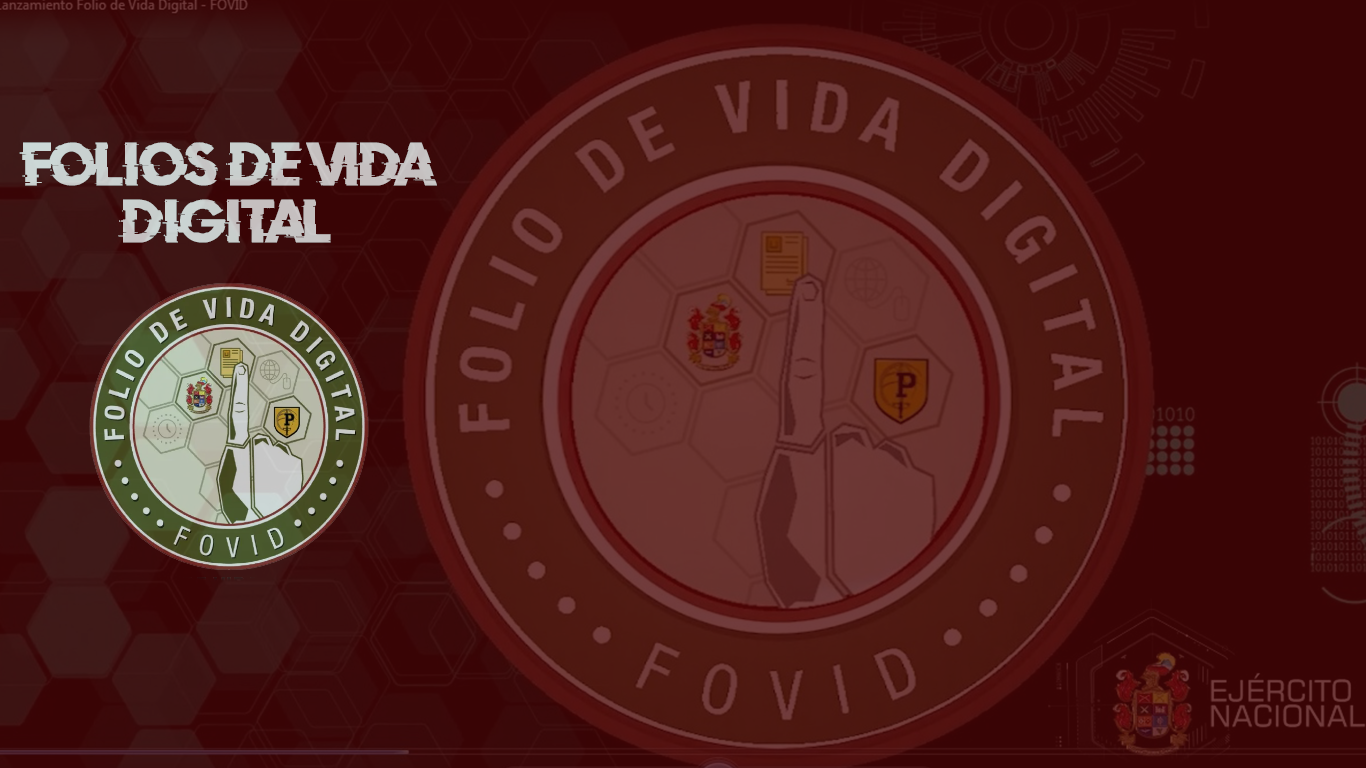 Lanzamiento Folio de Vida Digital - FOVID
FOLIOS DE VIDA
DIGITAL
FOLIO DE VIDA DIGITAL
FOVID
P
FOLIO DE VIDA DIGITAL
FOVID
P
EJÉRCITO
NACIONAL